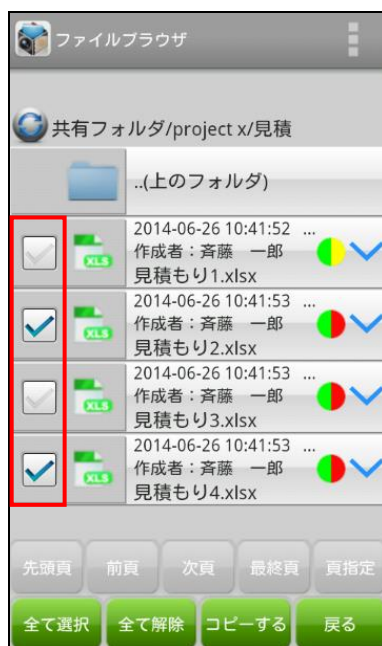 ファイルブラウザ
共有フォルダ/project x/見積
..(上のフォルダ)
2014-06-26 10:41:52 ...
作成者：斉藤　一郎
XLS
見積もり1.xlsx
2014-06-26 10:41:53 ...
作成者：斉藤　一郎
XLS
見積もり2.xlsx
2014-06-26 10:41:53 ...
作成者：斉藤　一郎
XLS
見積もり3.xlsx
2014-06-26 10:41:53 ...
作成者：斉藤　一郎
XLS
見積もり4.xlsx
先頭頁 前頁 次頁 最終頁 頁指定
全て選択 全て解除 コピーする 戻る